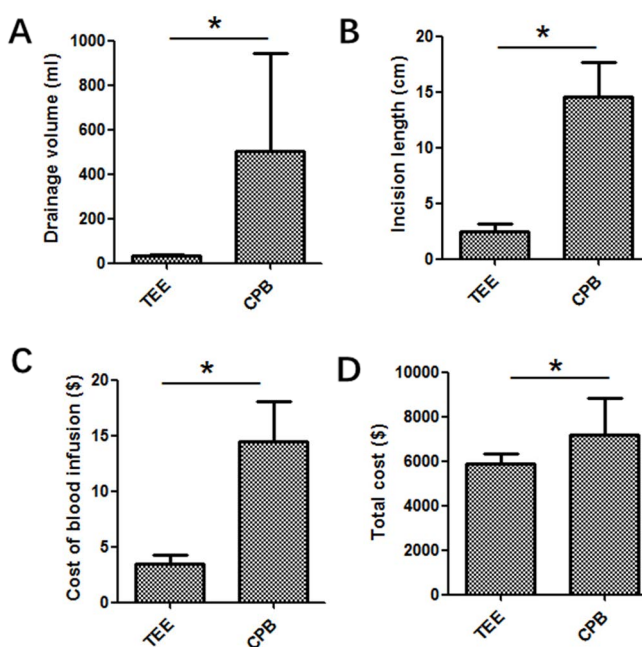 A
Drainage volume (ml)
1000
800
600
400
200
0
*
TEE
CPB
B
Incision length (cm)
20
15
10
5
0
*
TEE
CPB
C
Cost of blood infusion ($)
20
15
10
5
0
*
TEE
CPB
D
Total cost ($)
10000
8000
6000
4000
2000
0
*
TEE
CPB